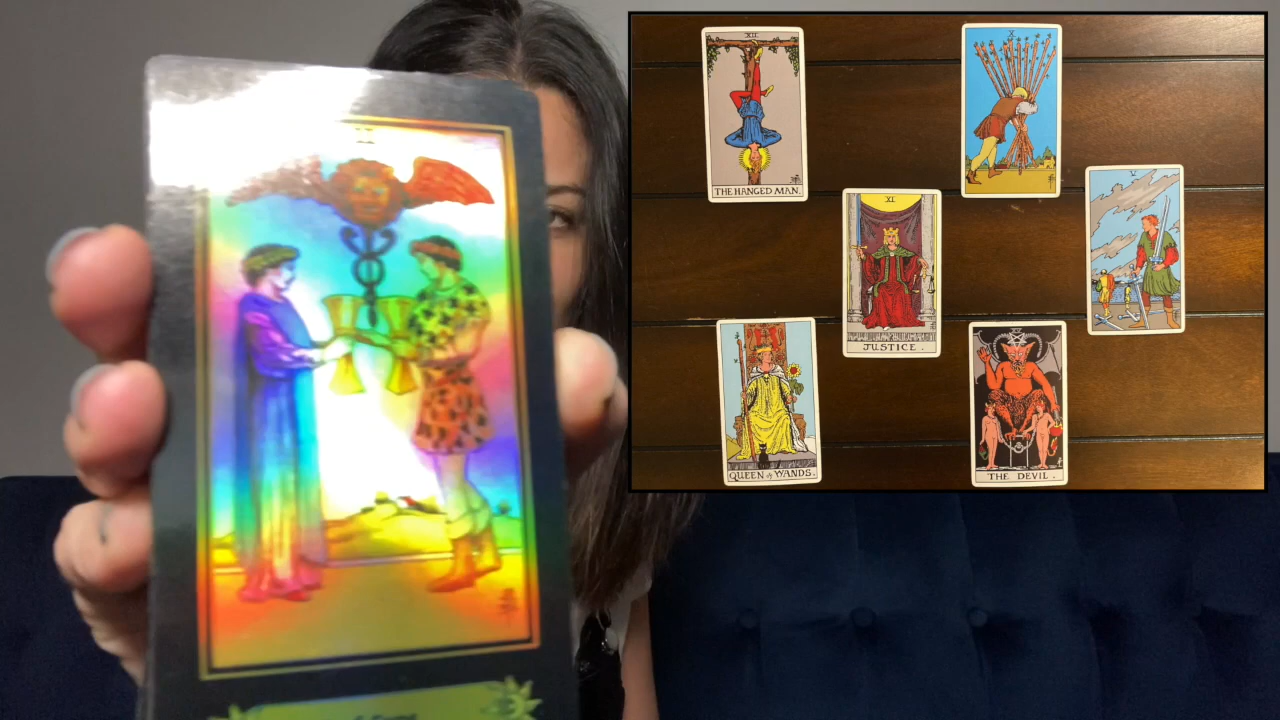 XII
THE HANGED MAN.
X
V
XI
JUSTICE.
QUEEN of WANDS.
XV
THE DEVIL.